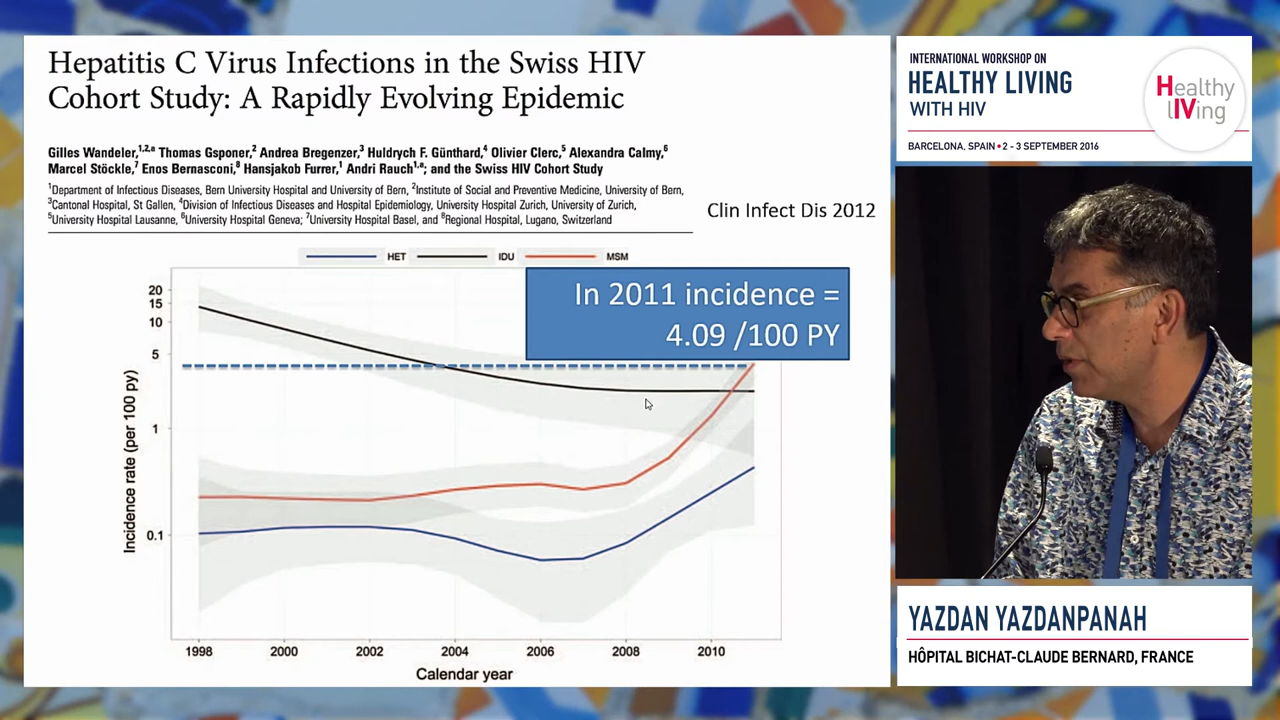 Hepatitis C Virus Infections in the Swiss HIV
Cohort Study: A Rapidly Evolving Epidemic
Gilles Wandeler,1,2,a Thomas Gsponer,2 Andrea Bregenzer,3 Huldrych F. Günthard,4 Olivier Clerc,5 Alexandra Calmy,6
Marcel Stöckle,7 Enos Bernasconi,8 Hansjakob Furrer,1 Andri Rauch1,a; and the Swiss HIV Cohort Study
1Department of Infectious Diseases, Bern University Hospital and University of Bern, 2Institute of Social and Preventive Medicine, University of Bern,
3Cantonal Hospital, St Gallen, 4Division of Infectious Diseases and Hospital Epidemiology, University Hospital Zurich, University of Zurich,
5University Hospital Lausanne, 6University Hospital Geneva; 7University Hospital Basel, and 8Regional Hospital, Lugano, Switzerland
Clin Infect Dis 2012
HET IDU MSM
In 2011 incidence =
4.09 /100 PY
Incidence rate (per 100 py)
20
15
10
5
1
0.1
1998 2000 2002 2004 2006 2008 2010
Calendar year
INTERNATIONAL WORKSHOP ON
HEALTHY LIVING
WITH HIV
BARCELONA, SPAIN • 2 - 3 SEPTEMBER 2016
Healthy
lIVing
YAZDAN YAZDANPANAH
HÔPITAL BICHAT-CLAUDE BERNARD, FRANCE